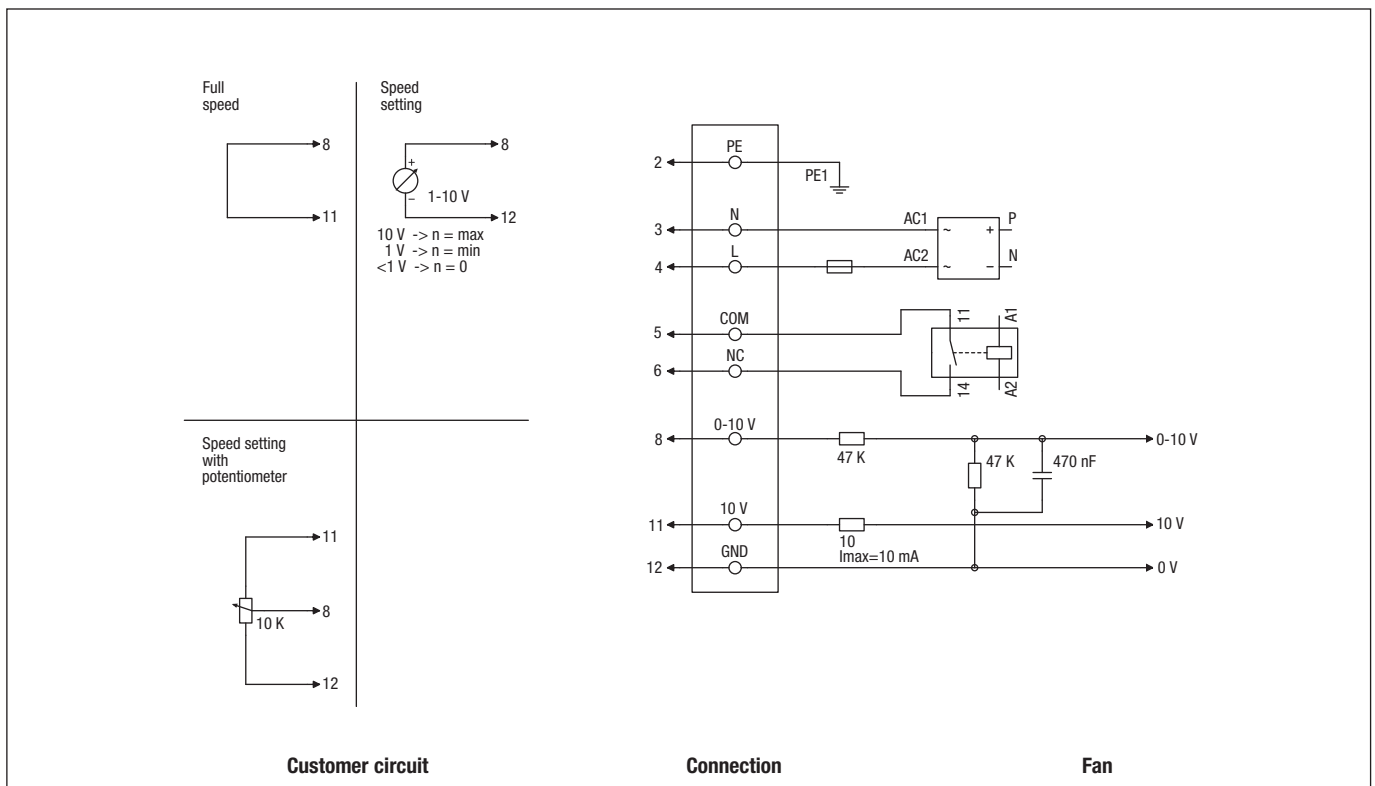 Full
speed
8
11
Speed
setting
8
+
1-10 V
−
12
10 V -> n = max
1 V -> n = min
<1 V -> n = 0
Speed setting
with
potentiometer
11
8
10 K
12
PE
2
PE1
N
3
AC1
~
+
P
L
4
AC2
~
−
N
COM
5
11
A1
NC
6
14
A2
0-10 V
8
47 K
0-10 V
47 K
470 nF
10 V
11
10
Imax=10 mA
10 V
GND
12
0 V
Customer circuit
Connection
Fan